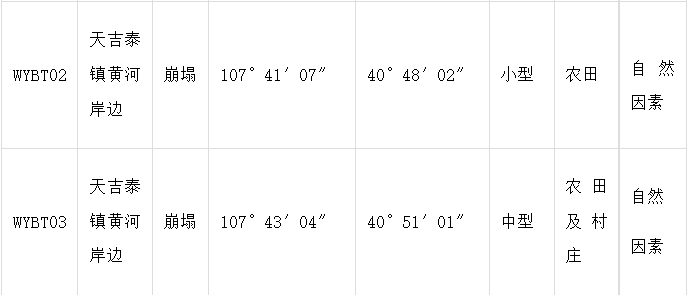 WYBT02 天吉泰镇黄河岸边 崩塌 107° 41′ 07″ 40° 48′ 02″ 小型 农田 自然因素
WYBT03 天吉泰镇黄河岸边 崩塌 107° 43′ 04″ 40° 51′ 01″ 中型 农田及村庄 自然因素